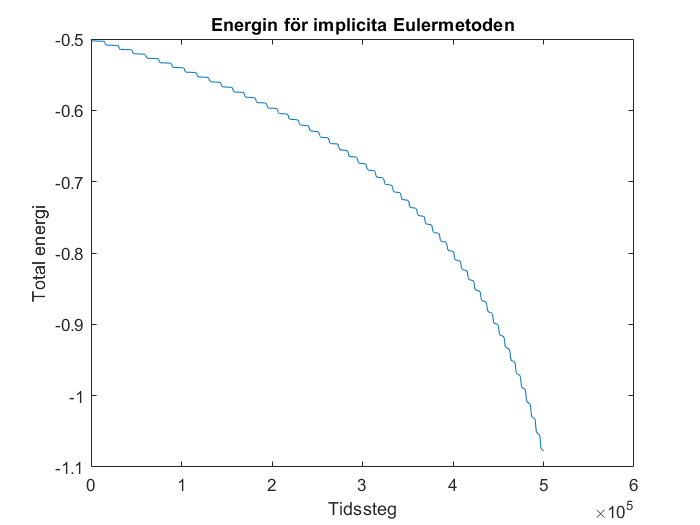 Energin för implicita Eulermetoden
Total energi
-0.5
-0.6
-0.7
-0.8
-0.9
-1
-1.1
0 1 2 3 4 5 6
Tidssteg
×10^5